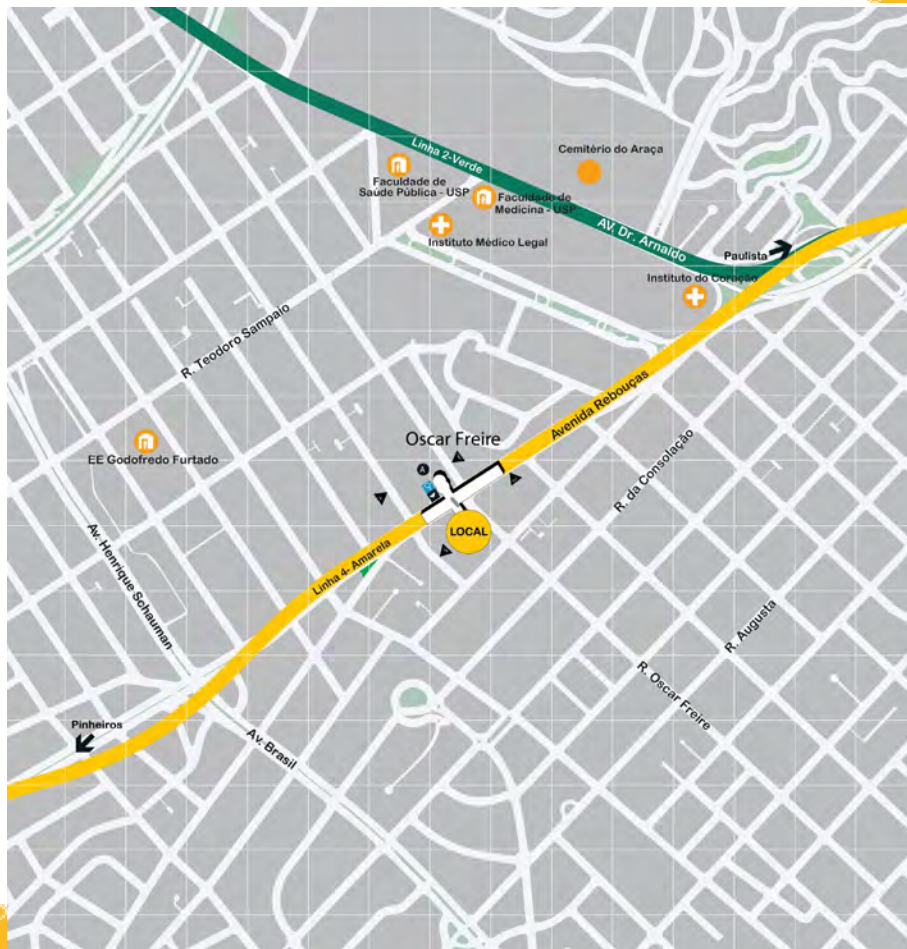 Linha 2-Verde
Cemitério do Araça
Faculdade de
Saúde Pública - USP
Faculdade de
Medicina - USP
AV. Dr. Arnaldo
Instituto Médico Legal
Paulista
Instituto do Coração
R. Teodoro Sampaio
Avenida Rebouças
Oscar Freire
EE Godofredo Furtado
A
R. da Consolação
LOCAL
Linha 4- Amarela
Av. Henrique Schauman
R. Augusta
R. Oscar Freire
Pinheiros
Av. Brasil